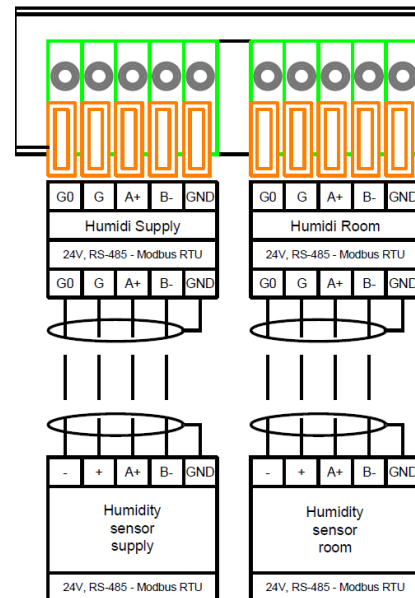 G0 G A+ B- GND
Humidi Supply
24V, RS-485 - Modbus RTU
G0 G A+ B- GND
G0 G A+ B- GND
Humidi Room
24V, RS-485 - Modbus RTU
G0 G A+ B- GND
- + A+ B- GND
Humidity
sensor
supply
24V, RS-485 - Modbus RTU
- + A+ B- GND
Humidity
sensor
room
24V, RS-485 - Modbus RTU